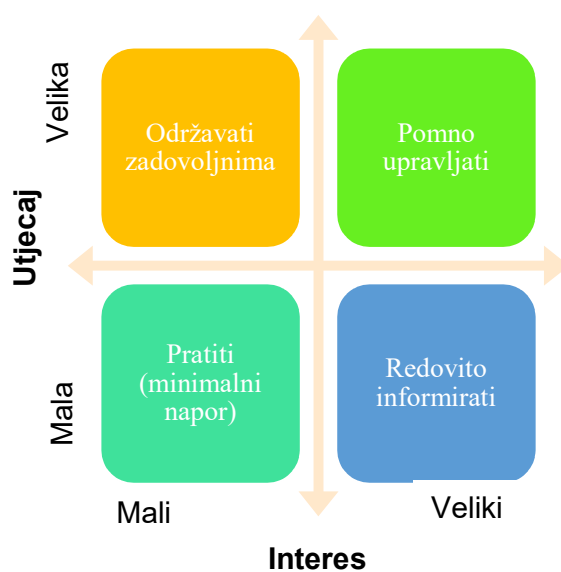 Velika
Održavati
zadovoljnima
Pomno
upravljati
Utjecaj
Mala
Pratiti
(minimalni
napor)
Redovito
informirati
Mali
Veliki
Interes